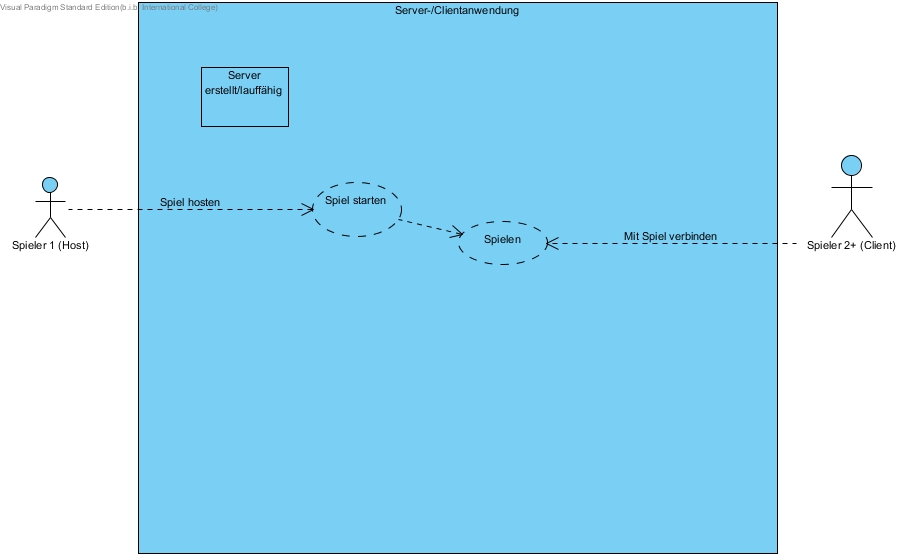 Visual Paradigm Standard Edition(b.i.b. International College)
Server-/Clientanwendung
Server
erstellt/lauffähig
Spiel hosten
Spiel starten
Spielen
Mit Spiel verbinden
Spieler 1 (Host)
Spieler 2+ (Client)